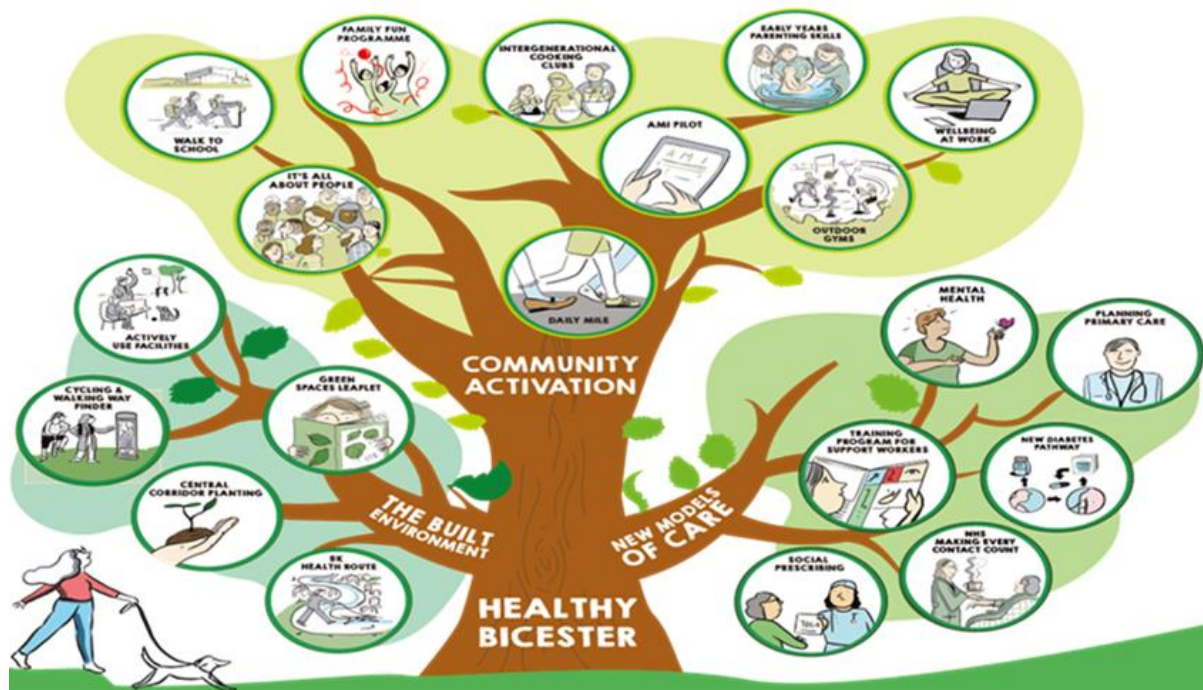 FAMILY FUN
PROGRAMME
INTERGENERATIONAL
COOKING
CLUBS
EARLY YEARS
PARENTING SKILLS
WALK TO
SCHOOL
AMI PILOT
AMI
WELLBEING
AT WORK
IT'S ALL
ABOUT PEOPLE
OUTDOOR
GYMS
DAILY MILE
COMMUNITY
ACTIVATION
ACTIVELY
USE FACILITIES
CYCLING &
WALKING WAY
FINDER
GREEN
SPACES LEAFLET
CENTRAL
CORRIDOR PLANTING
5K
HEALTH ROUTE
THE BUILT
ENVIRONMENT
MENTAL
HEALTH
PLANNING
PRIMARY CARE
TRAINING
PROGRAM FOR
SUPPORT WORKERS
NEW DIABETES
PATHWAY
NHS
MAKING EVERY
CONTACT COUNT
SOCIAL
PRESCRIBING
NEW MODELS
OF CARE
HEALTHY
BICESTER